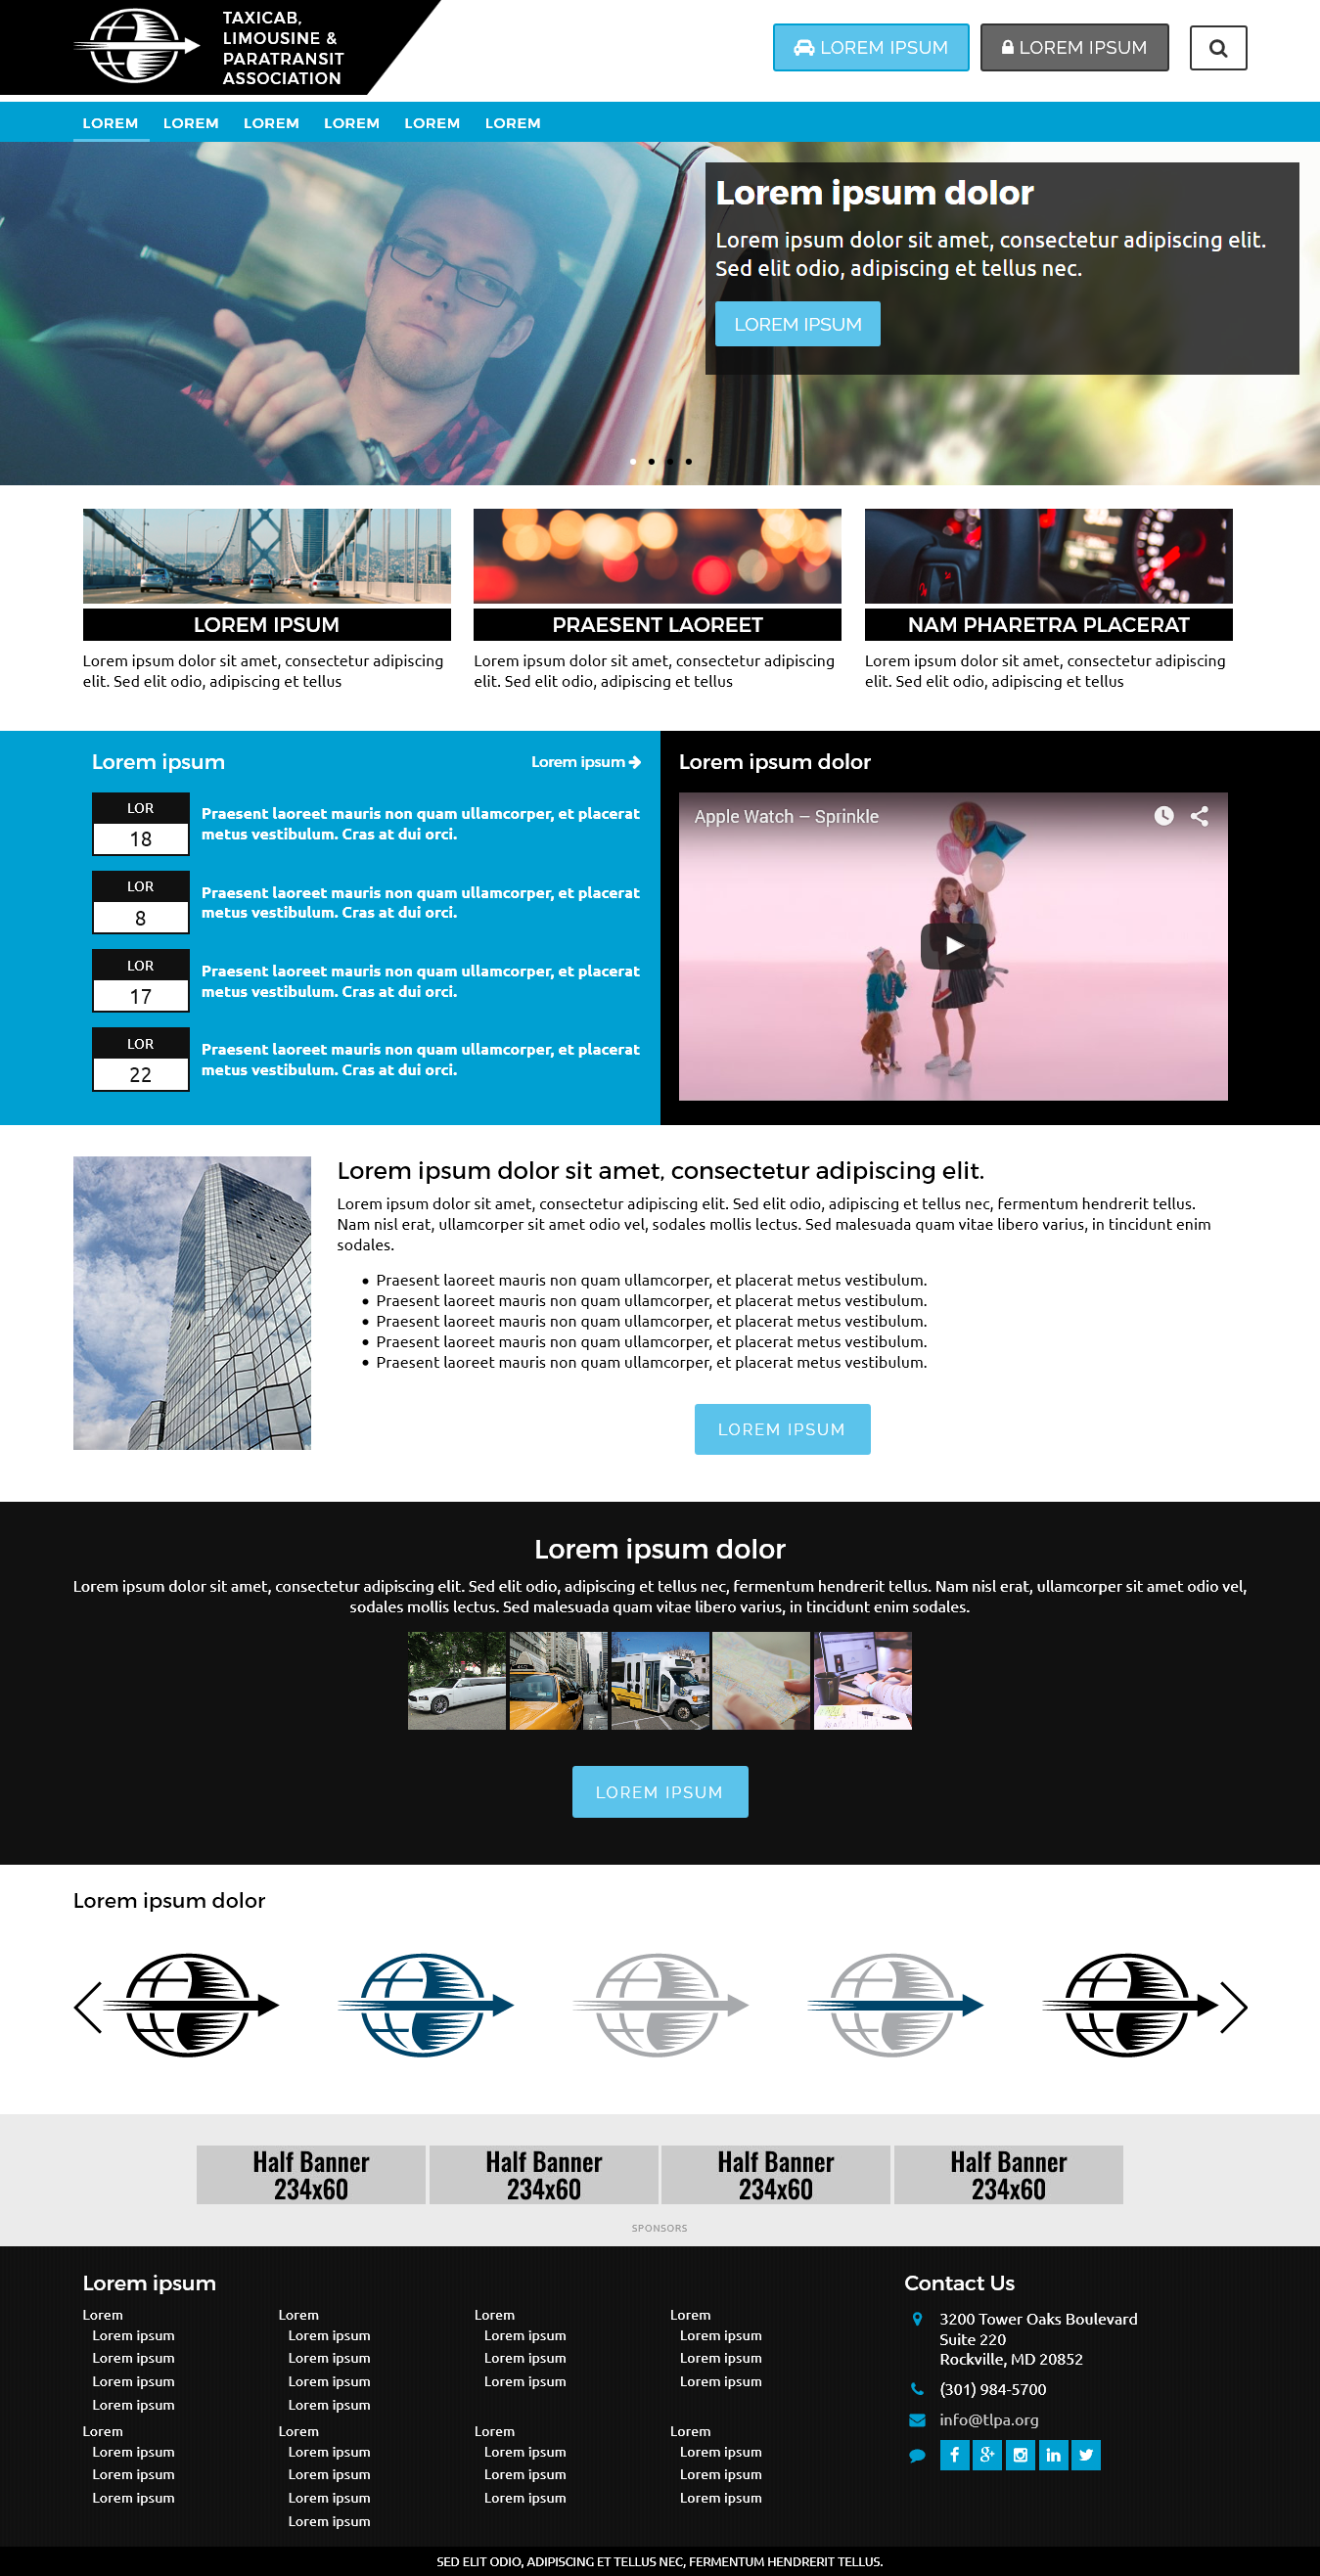 TAXICAB,
LIMOUSINE &
PARATRANSIT
ASSOCIATION
LOREM IPSUM
LOREM IPSUM
LOREM LOREM LOREM LOREM LOREM LOREM
Lorem ipsum dolor
Lorem ipsum dolor sit amet, consectetur adipiscing elit.
Sed elit odio, adipiscing et tellus nec.
LOREM IPSUM
LOREM IPSUM
Lorem ipsum dolor sit amet, consectetur adipiscing
elit. Sed elit odio, adipiscing et tellus
PRAESENT LAOREET
Lorem ipsum dolor sit amet, consectetur adipiscing
elit. Sed elit odio, adipiscing et tellus
NAM PHARETRA PLACERAT
Lorem ipsum dolor sit amet, consectetur adipiscing
elit. Sed elit odio, adipiscing et tellus
Lorem ipsum
Lorem ipsum
LOR
18
Praesent laoreet mauris non quam ullamcorper, et placerat
metus vestibulum. Cras at dui orci.
LOR
8
Praesent laoreet mauris non quam ullamcorper, et placerat
metus vestibulum. Cras at dui orci.
LOR
17
Praesent laoreet mauris non quam ullamcorper, et placerat
metus vestibulum. Cras at dui orci.
LOR
22
Praesent laoreet mauris non quam ullamcorper, et placerat
metus vestibulum. Cras at dui orci.
Lorem ipsum dolor
Apple Watch – Sprinkle
Lorem ipsum dolor sit amet, consectetur adipiscing elit.
Lorem ipsum dolor sit amet, consectetur adipiscing elit. Sed elit odio, adipiscing et tellus nec, fermentum hendrerit tellus.
Nam nisl erat, ullamcorper sit amet odio vel, sodales mollis lectus. Sed malesuada quam vitae libero varius, in tincidunt enim
sodales.
• Praesent laoreet mauris non quam ullamcorper, et placerat metus vestibulum.
• Praesent laoreet mauris non quam ullamcorper, et placerat metus vestibulum.
• Praesent laoreet mauris non quam ullamcorper, et placerat metus vestibulum.
• Praesent laoreet mauris non quam ullamcorper, et placerat metus vestibulum.
• Praesent laoreet mauris non quam ullamcorper, et placerat metus vestibulum.
LOREM IPSUM
Lorem ipsum dolor
Lorem ipsum dolor sit amet, consectetur adipiscing elit. Sed elit odio, adipiscing et tellus nec, fermentum hendrerit tellus. Nam nisl erat, ullamcorper sit amet odio vel,
sodales mollis lectus. Sed malesuada quam vitae libero varius, in tincidunt enim sodales.
LOREM IPSUM
Lorem ipsum dolor
Half Banner
234x60
Half Banner
234x60
Half Banner
234x60
Half Banner
234x60
SPONSORS
Lorem ipsum
Lorem
Lorem ipsum
Lorem ipsum
Lorem ipsum
Lorem ipsum
Lorem
Lorem ipsum
Lorem ipsum
Lorem ipsum
Lorem ipsum
Lorem
Lorem ipsum
Lorem ipsum
Lorem ipsum
Lorem
Lorem ipsum
Lorem ipsum
Lorem ipsum
Lorem
Lorem ipsum
Lorem ipsum
Lorem ipsum
Lorem
Lorem ipsum
Lorem ipsum
Lorem ipsum
Lorem ipsum
Lorem
Lorem ipsum
Lorem ipsum
Lorem ipsum
Lorem
Lorem ipsum
Lorem ipsum
Lorem ipsum
Contact Us
3200 Tower Oaks Boulevard
Suite 220
Rockville, MD 20852
(301) 984-5700
info@tlpa.org
SED ELIT ODIO, ADIPISCING ET TELLUS NEC, FERMENTUM HENDRERIT TELLUS.